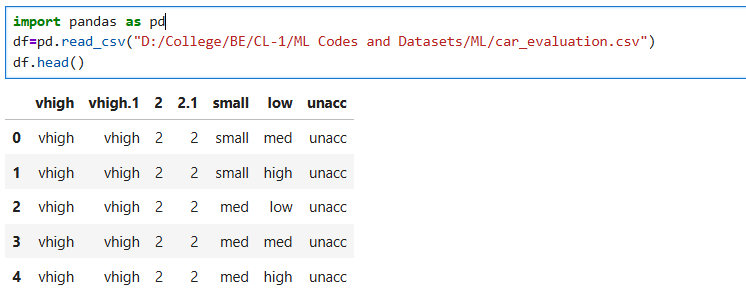 import pandas as pd
df=pd.read_csv("D:/College/BE/CL-1/ML Codes and Datasets/ML/car_evaluation.csv")
df.head()
vhigh vhigh.1 2 2.1 small low unacc
0 vhigh vhigh 2 2 small med unacc
1 vhigh vhigh 2 2 small high unacc
2 vhigh vhigh 2 2 med low unacc
3 vhigh vhigh 2 2 med med unacc
4 vhigh vhigh 2 2 med high unacc